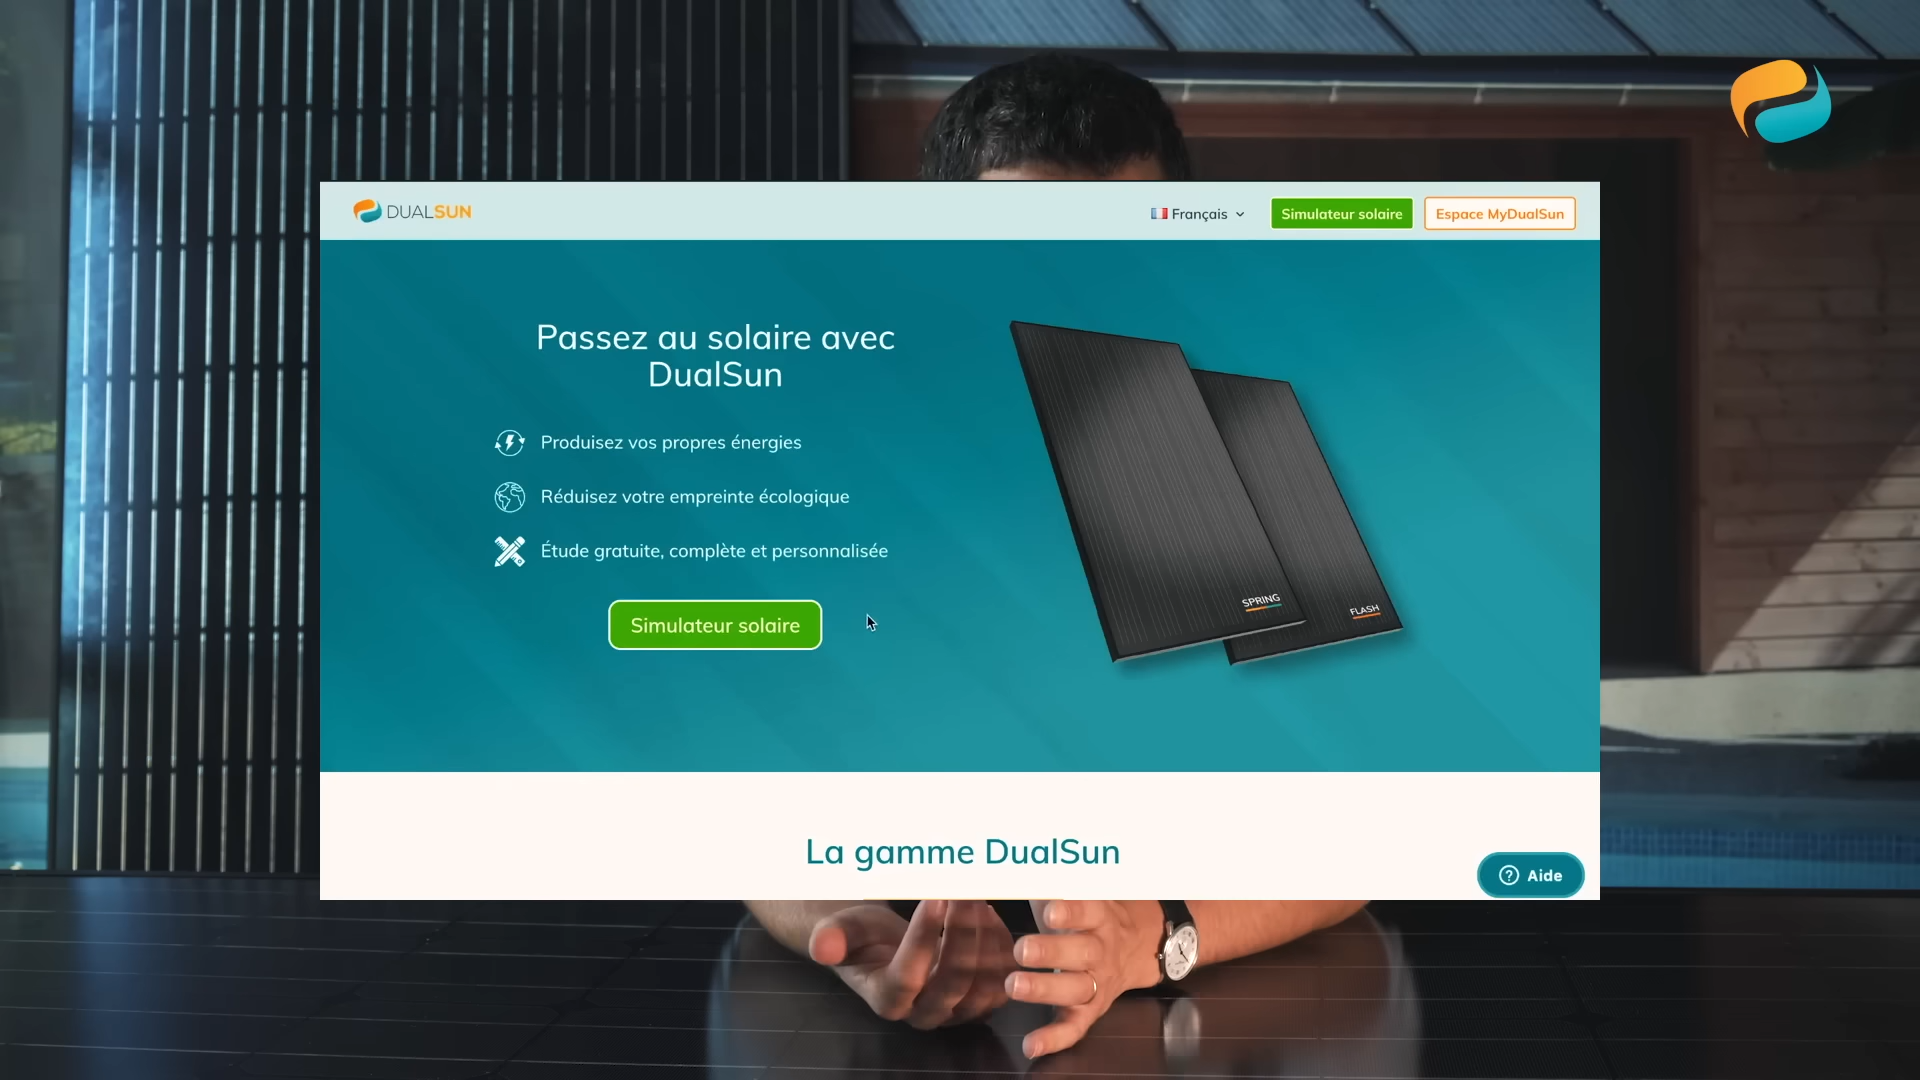 DUALSUN
Français
Simulateur solaire
Espace MyDualSun
Passez au solaire avec
DualSun
Produisez vos propres énergies
Réduisez votre empreinte écologique
Étude gratuite, complète et personnalisée
Simulateur solaire
SPRING
FLASH
La gamme DualSun
Aide